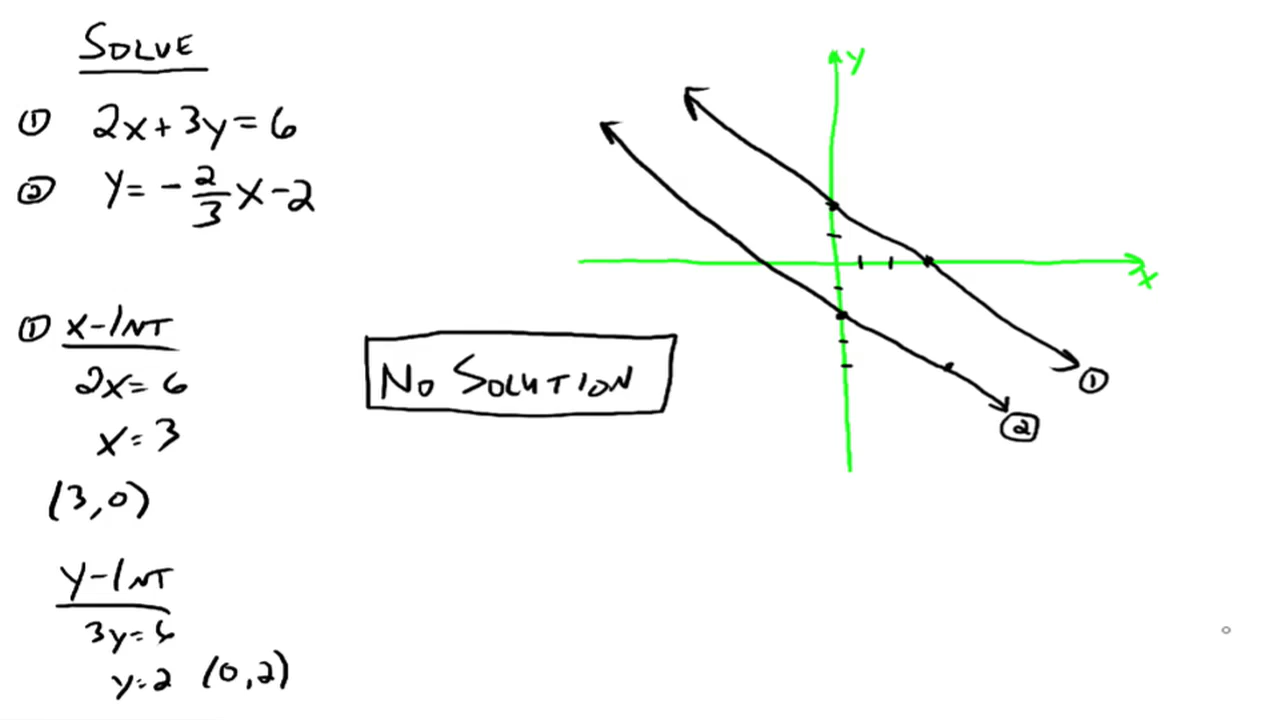 SOLVE
① 2x+3y=6
② y=-2/3x-2
① x-INT
2x=6
x=3
(3,0)
y-INT
3y=6
y=2 (0,2)
NO SOLUTION
y
x
①
②